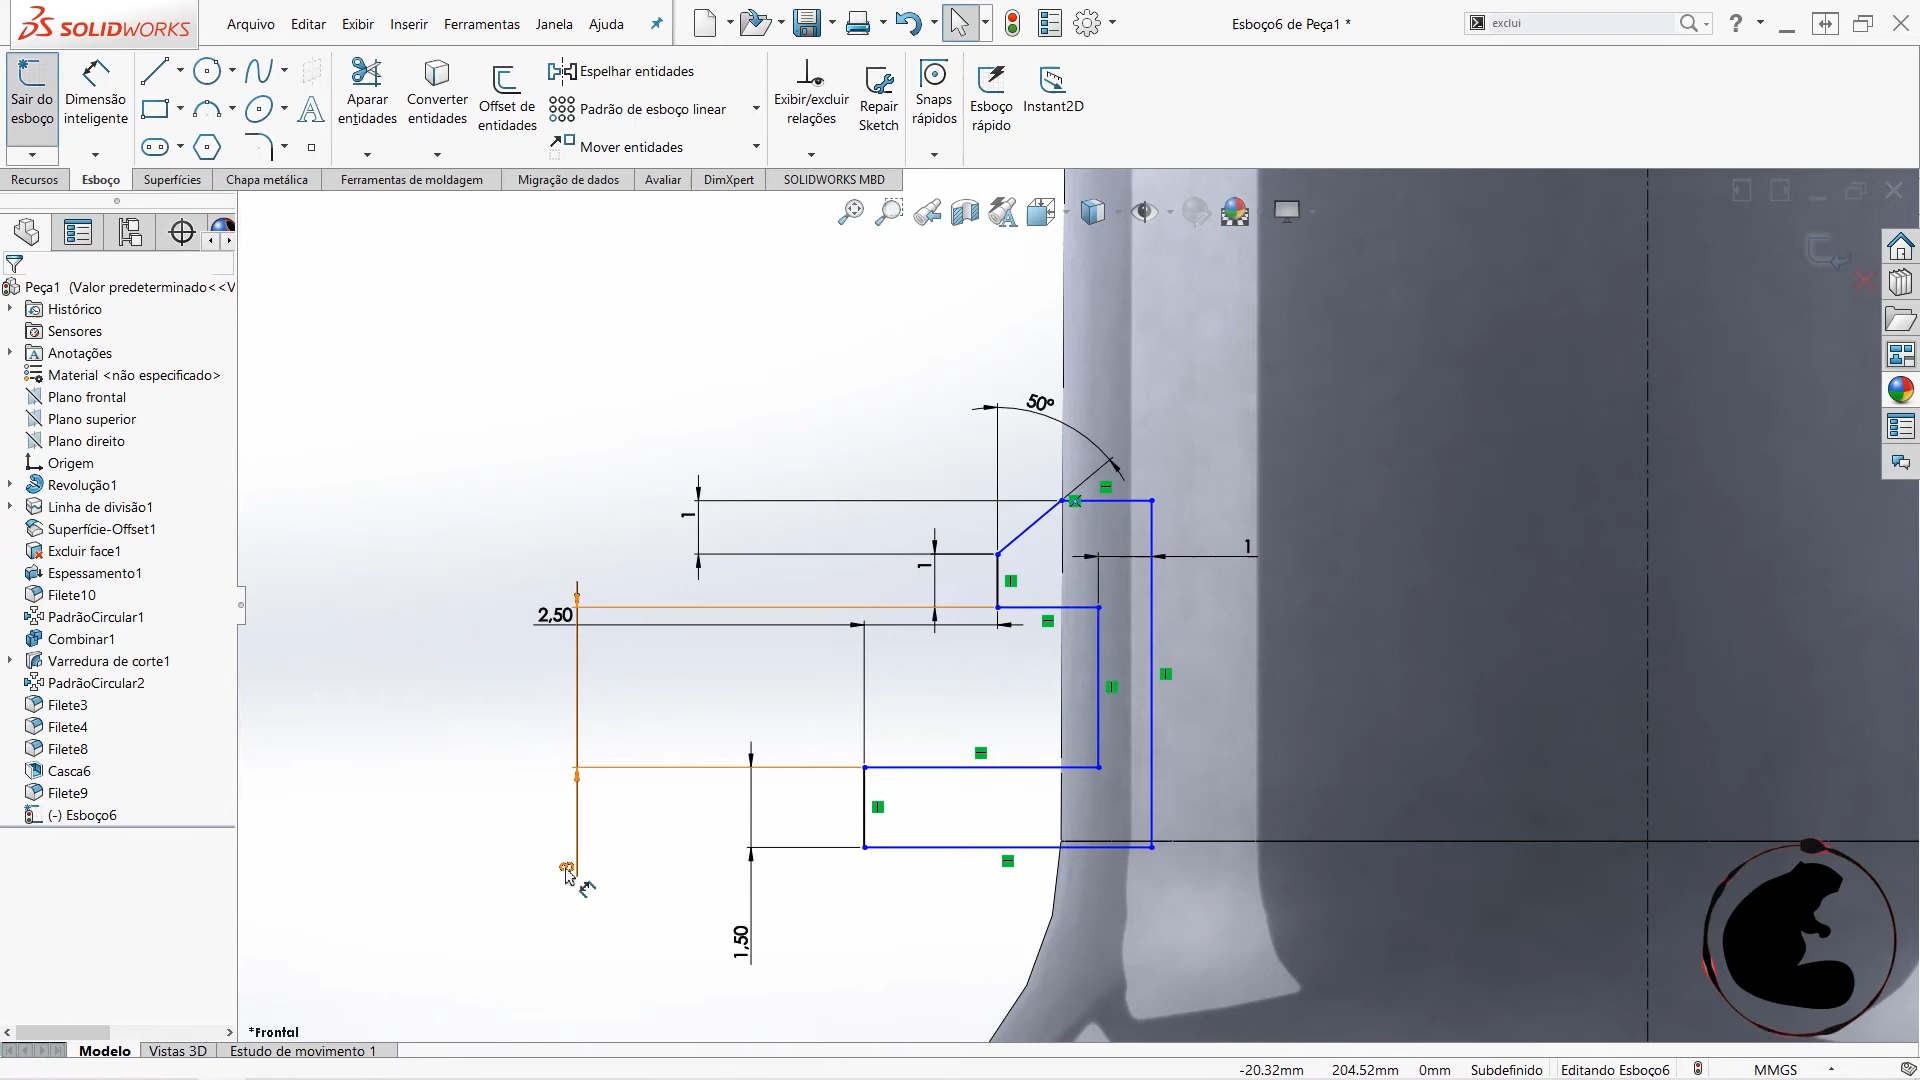 SOLIDWORKS
Arquivo Editar Exibir Inserir Ferramentas Janela Ajuda
Esboço6 de Peça1 *
exclui
?
Sair do esboço
Dimensão inteligente
Aparar entidades
Converter entidades
Offset de entidades
Espelhar entidades
Padrão de esboço linear
Mover entidades
Exibir/excluir relações
Repair Sketch
Snaps rápidos
Esboço rápido
Instant2D
Recursos Esboço Superfícies Chapa metálica Ferramentas de moldagem Migração de dados Avaliar DimXpert SOLIDWORKS MBD
Peça1 (Valor predeterminado<<V
Histórico
Sensores
Anotações
Material <não especificado>
Plano frontal
Plano superior
Plano direito
Origem
Revolução1
Linha de divisão1
Superfície-Offset1
Excluir face1
Espessamento1
Filete10
PadrãoCircular1
Combinar1
Varredura de corte1
PadrãoCircular2
Filete3
Filete4
Filete8
Casca6
Filete9
(-) Esboço6
50°
1
1
1
2,50
3
1,50
*Frontal
Modelo Vistas 3D Estudo de movimento 1
-20.32mm 204.52mm 0mm Subdefinido Editando Esboço6 MMGS